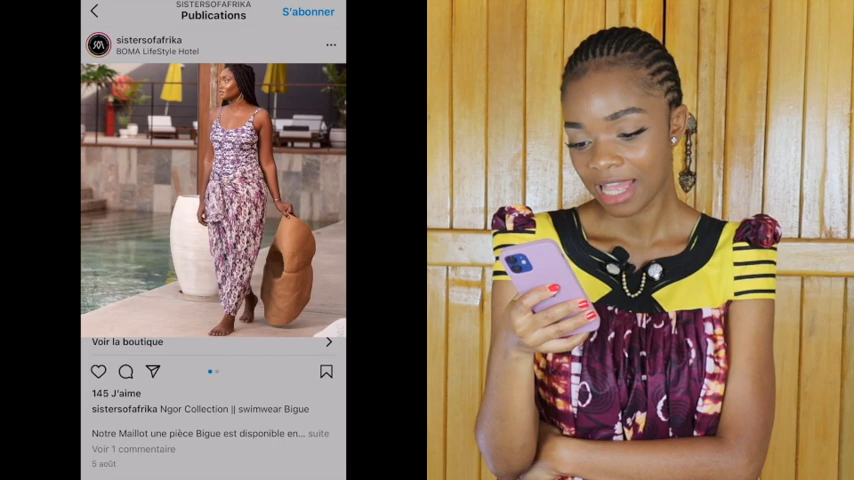 SISTERSOFAFRIKA
Publications
S'abonner
sistersofafrika
BOMA LifeStyle Hotel
Voir la boutique
145 J'aime
sistersofafrika Ngor Collection || swimwear Bigue
Notre Maillot une pièce Bigue est disponible en... suite
Voir 1 commentaire
5 août